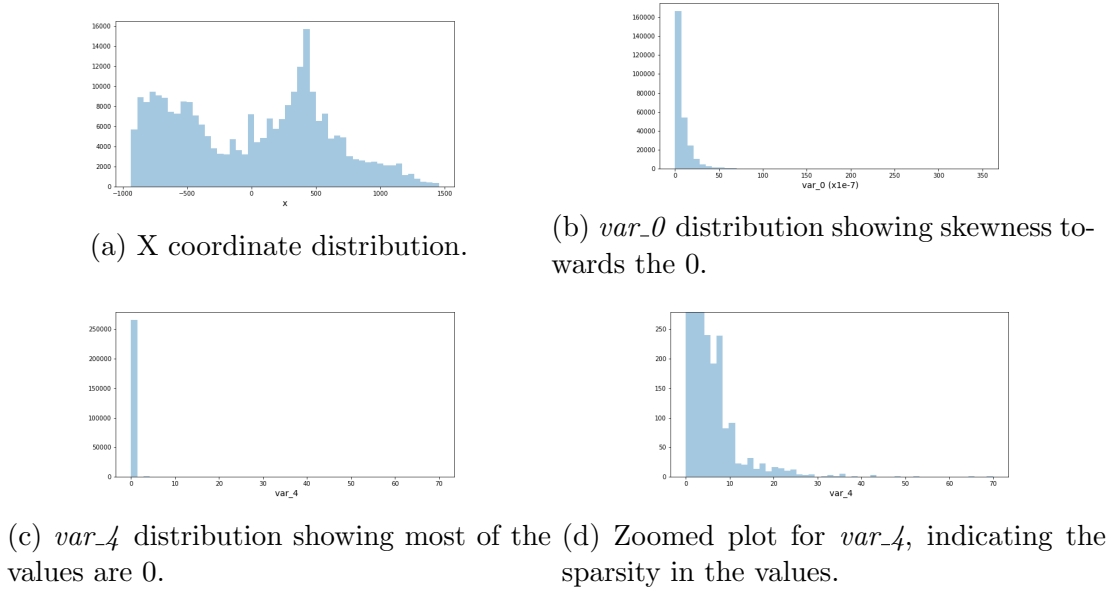 16000
14000
12000
10000
8000
6000
4000
2000
0
−1000 −500 0 500 1000 1500
x
(a) X coordinate distribution.
160000
140000
120000
100000
80000
60000
40000
20000
0
0 50 100 150 200 250 300 350
var_0 (x1e-7)
(b) var_0 distribution showing skewness to-
wards the 0.
250000
200000
150000
100000
50000
0
0 10 20 30 40 50 60 70
var_4
(c) var_4 distribution showing most of the
values are 0.
250
200
150
100
50
0
0 10 20 30 40 50 60 70
var_4
(d) Zoomed plot for var_4, indicating the
sparsity in the values.